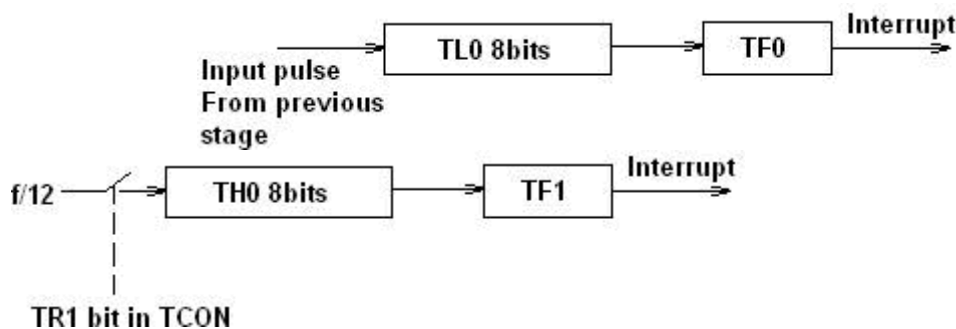 Interrupt
TL0 8bits
TF0
Input pulse
From previous
stage
Interrupt
f/12
TH0 8bits
TF1
TR1 bit in TCON